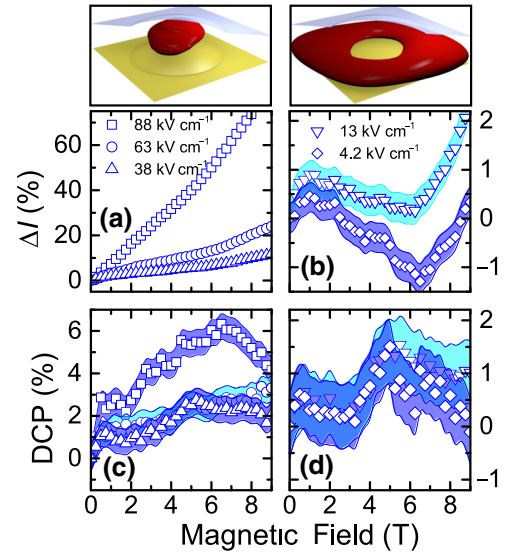 88 kV cm⁻¹
63 kV cm⁻¹
38 kV cm⁻¹
60
40
20
0
ΔI (%)
(a)
13 kV cm⁻¹
4.2 kV cm⁻¹
2
1
0
−1
(b)
6
4
2
0
DCP (%)
(c)
0 2 4 6 8
2
1
0
−1
(d)
0 2 4 6 8
Magnetic Field (T)